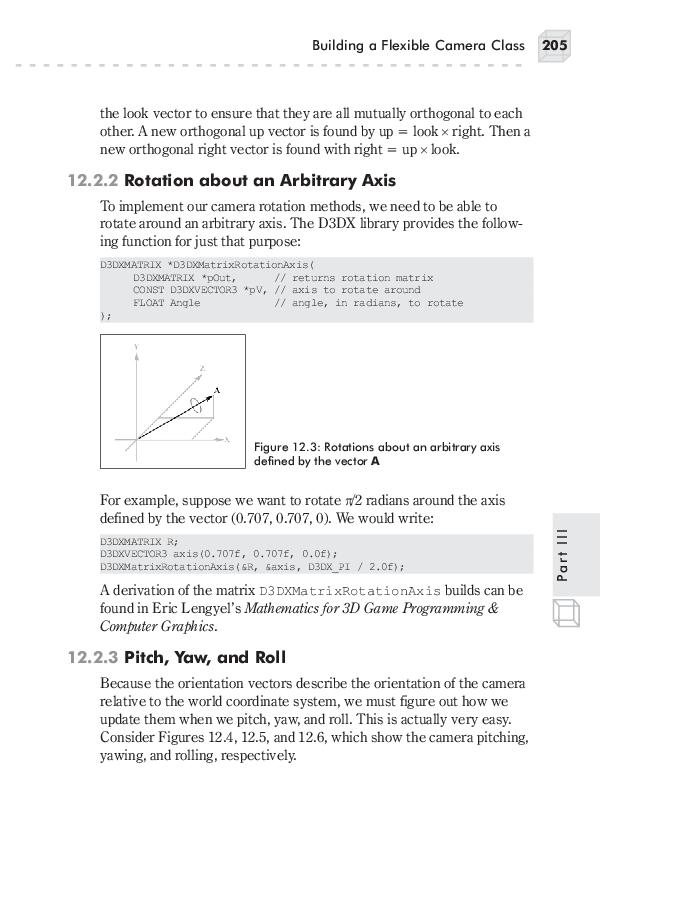 Building a Flexible Camera Class 205
the look vector to ensure that they are all mutually orthogonal to each
other. A new orthogonal up vector is found by up = look × right. Then a
new orthogonal right vector is found with right = up × look.
12.2.2 Rotation about an Arbitrary Axis
To implement our camera rotation methods, we need to be able to
rotate around an arbitrary axis. The D3DX library provides the follow-
ing function for just that purpose:
D3DXMATRIX *D3DXMatrixRotationAxis(
D3DXMATRIX *pOut, // returns rotation matrix
CONST D3DXVECTOR3 *pV, // axis to rotate around
FLOAT Angle // angle, in radians, to rotate
);
Y
Z
A
X
Figure 12.3: Rotations about an arbitrary axis
defined by the vector A
For example, suppose we want to rotate π/2 radians around the axis
defined by the vector (0.707, 0.707, 0). We would write:
D3DXMATRIX R;
D3DXVECTOR3 axis(0.707f, 0.707f, 0.0f);
D3DXMatrixRotationAxis(&R, &axis, D3DX_PI / 2.0f);
A derivation of the matrix D3DXMatrixRotationAxis builds can be
found in Eric Lengyel's Mathematics for 3D Game Programming &
Computer Graphics.
12.2.3 Pitch, Yaw, and Roll
Because the orientation vectors describe the orientation of the camera
relative to the world coordinate system, we must figure out how we
update them when we pitch, yaw, and roll. This is actually very easy.
Consider Figures 12.4, 12.5, and 12.6, which show the camera pitching,
yawing, and rolling, respectively.
Part III